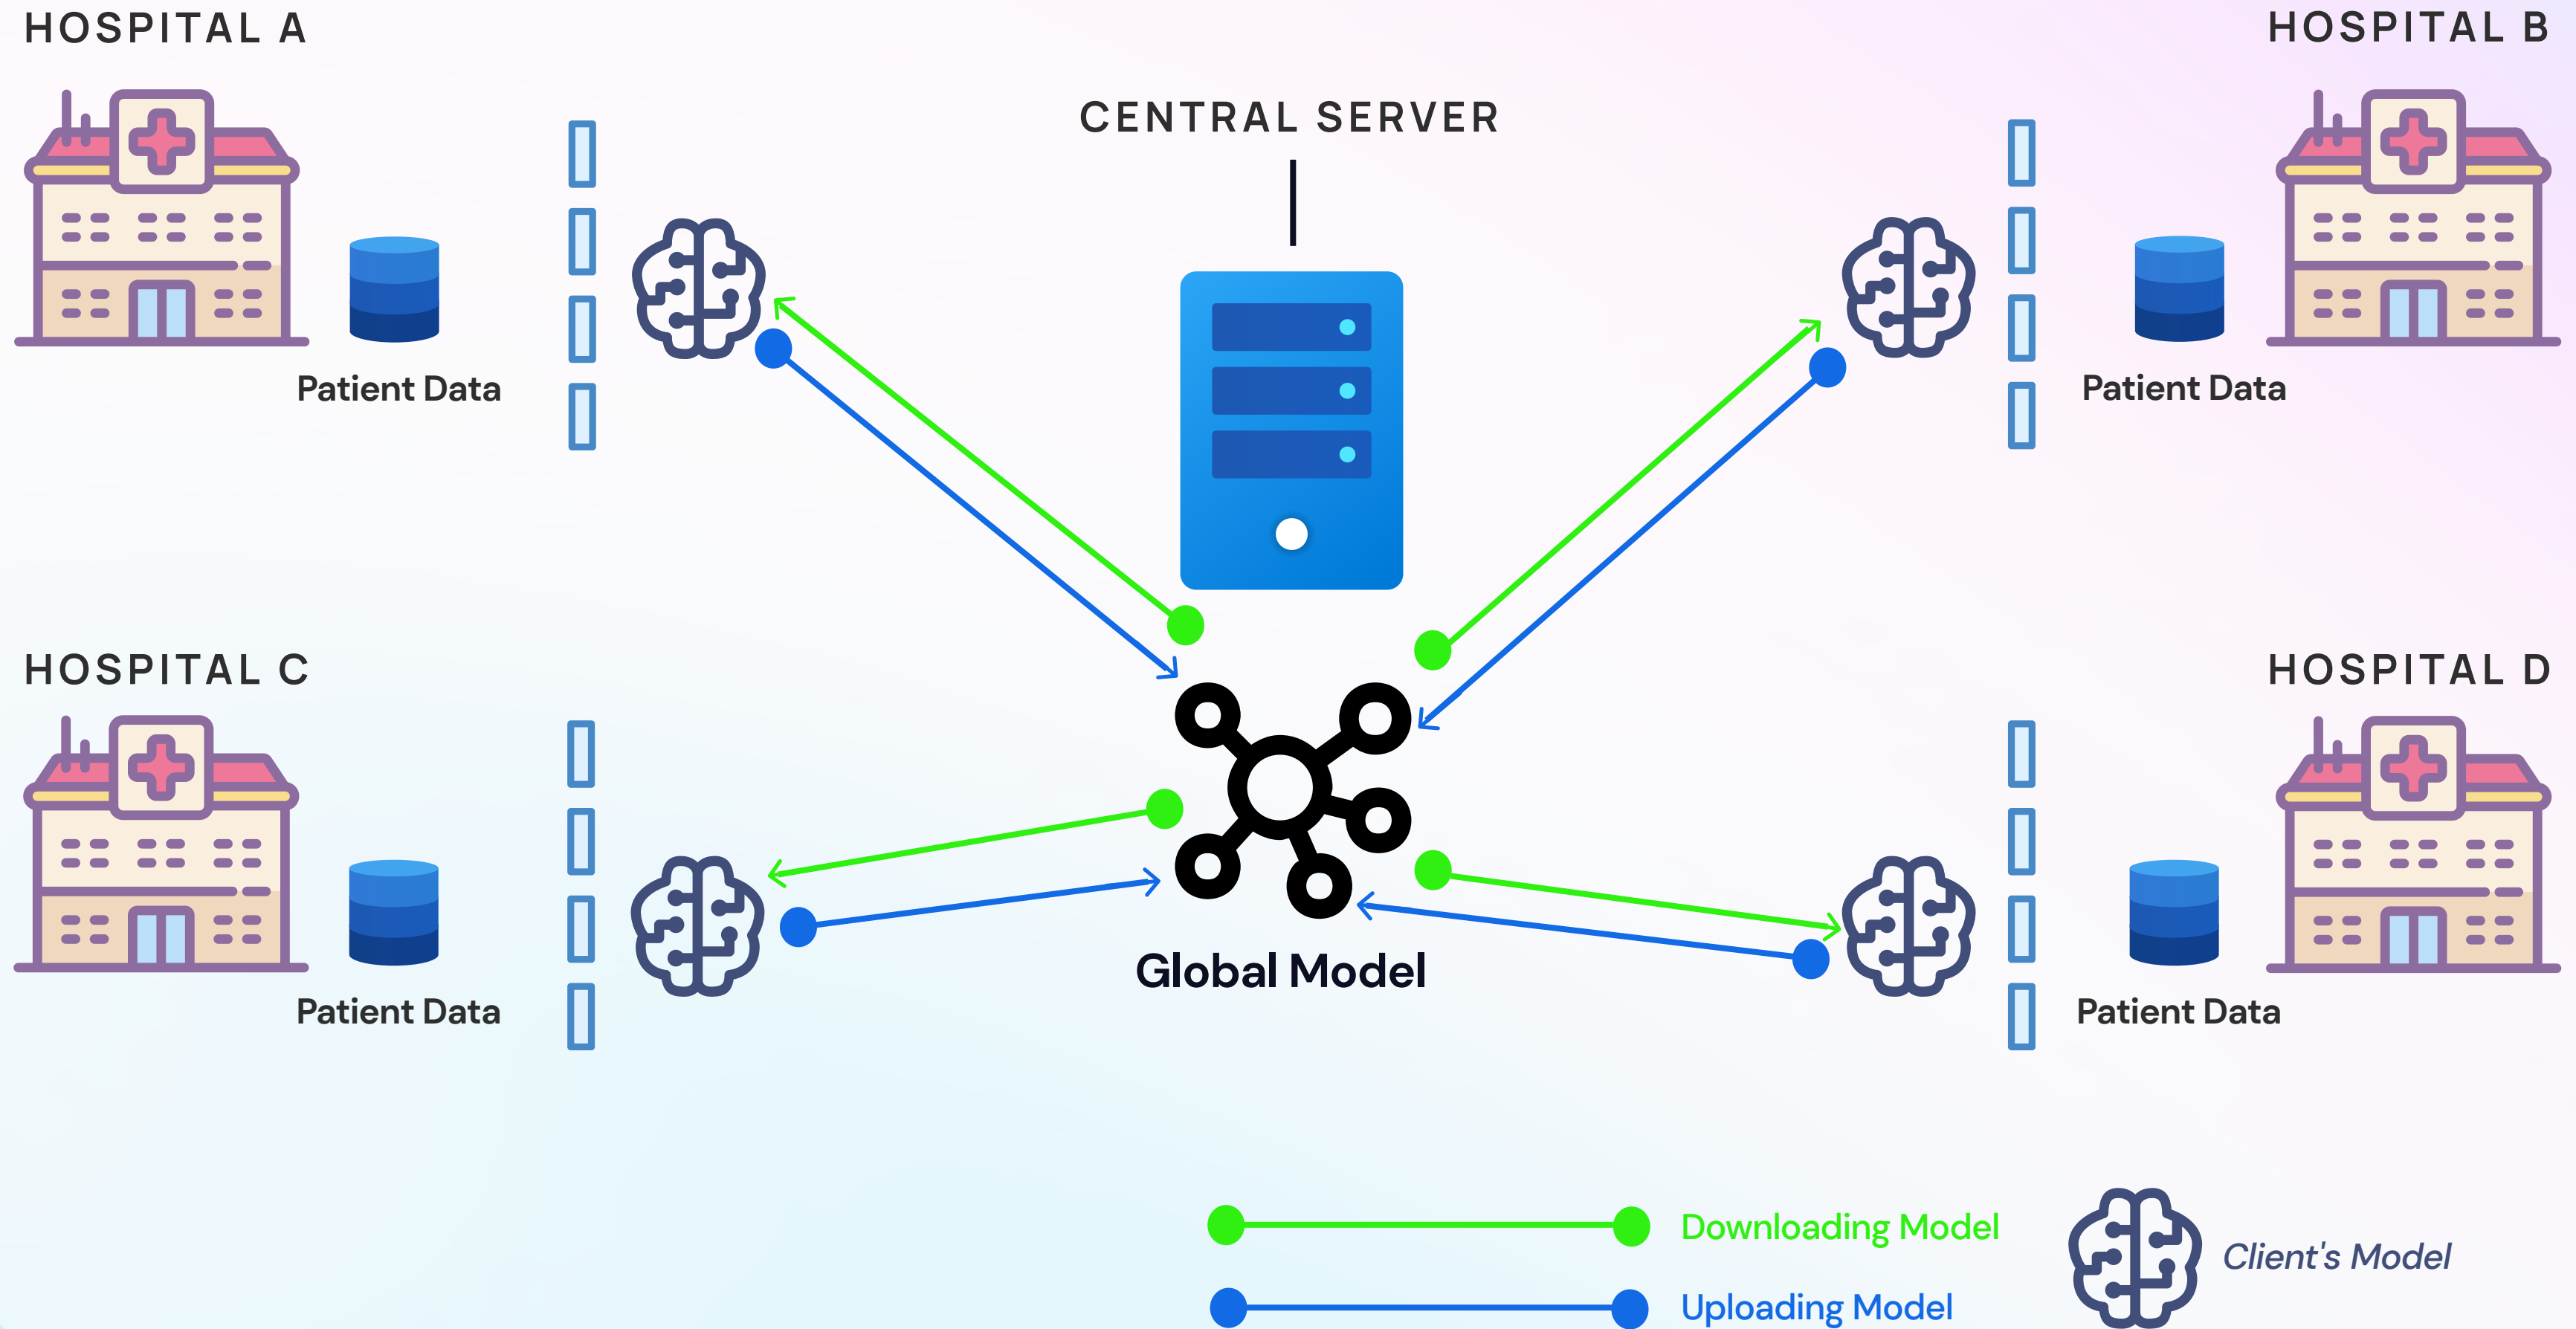 HOSPITAL A
HOSPITAL B
CENTRAL SERVER
Patient Data
Patient Data
HOSPITAL C
HOSPITAL D
Global Model
Patient Data
Patient Data
Downloading Model
Client's Model
Uploading Model